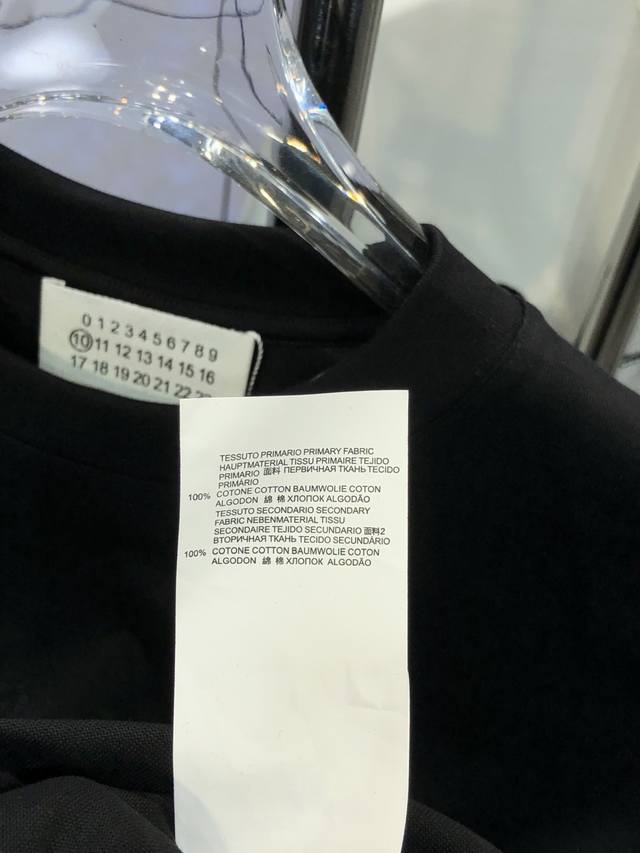 0 1 2 3 4 5 6 7 8 9
10 11 12 13 14 15 16
17 18 19 20 21 22
TESSUTO PRIMARIO PRIMARY FABRIC
HAUPTMATERIAL TISSU PRIMAIRE TEJIDO
PRIMARIO 面料 ПЕРВИЧНАЯ ТКАНЬ TECIDO
PRIMÁRIO
100% COTONE COTTON BAUMWOLIE COTON
ALGODON 綿 棉 ХЛОПОК ALGODÃO
TESSUTO SECONDARIO SECONDARY
FABRIC NEBENMATERIAL TISSU
SECONDAIRE TEJIDO SECUNDARIO 面料2
ВТОРИЧНАЯ ТКАНЬ TECIDO SECUNDÁRIO
100% COTONE COTTON BAUMWOLIE COTON
ALGODON 綿 棉 ХЛОПОК ALGODÃO